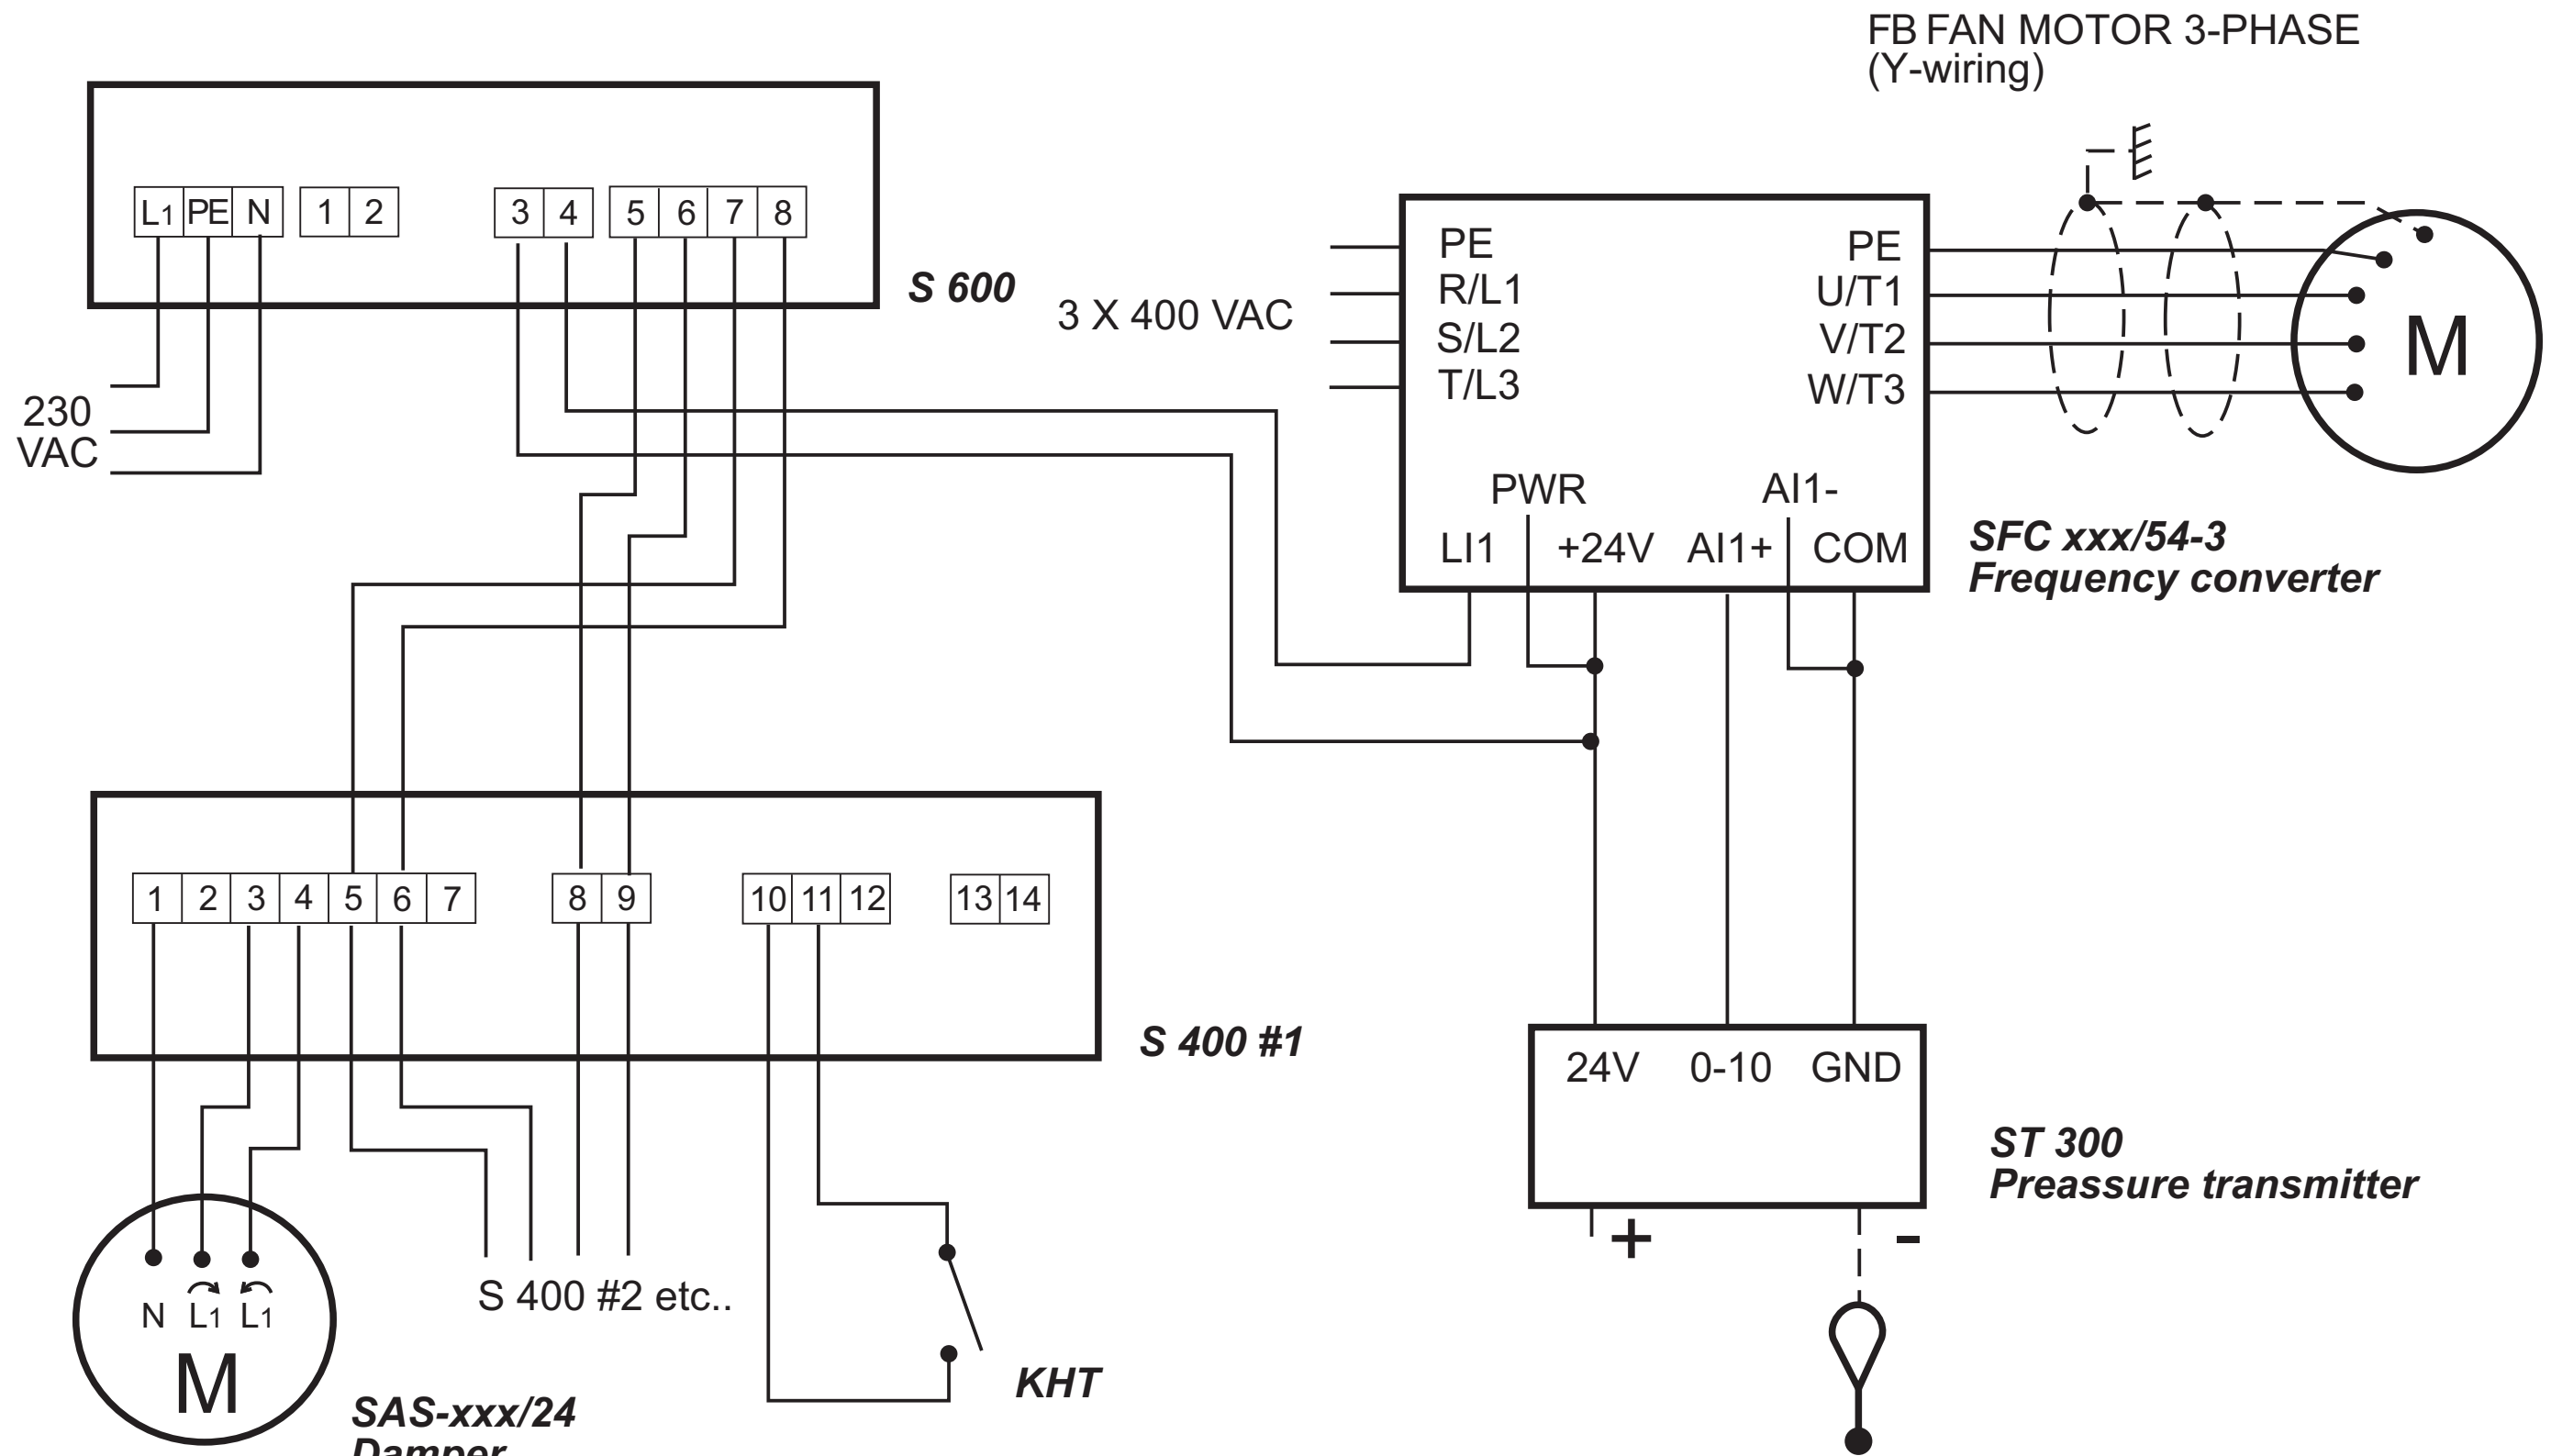 FB FAN MOTOR 3-PHASE
(Y-wiring)
L1 PE N 1 2 3 4 5 6 7 8
S 600
230
VAC
3 X 400 VAC
PE
R/L1
S/L2
T/L3
PE
U/T1
V/T2
W/T3
M
PWR AI1-
LI1 +24V AI1+ COM
SFC xxx/54-3
Frequency converter
1 2 3 4 5 6 7 8 9 10 11 12 13 14
S 400 #1
24V 0-10 GND
ST 300
Preassure transmitter
+ -
S 400 #2 etc..
N L1 L1
M
KHT
SAS-xxx/24
Damper